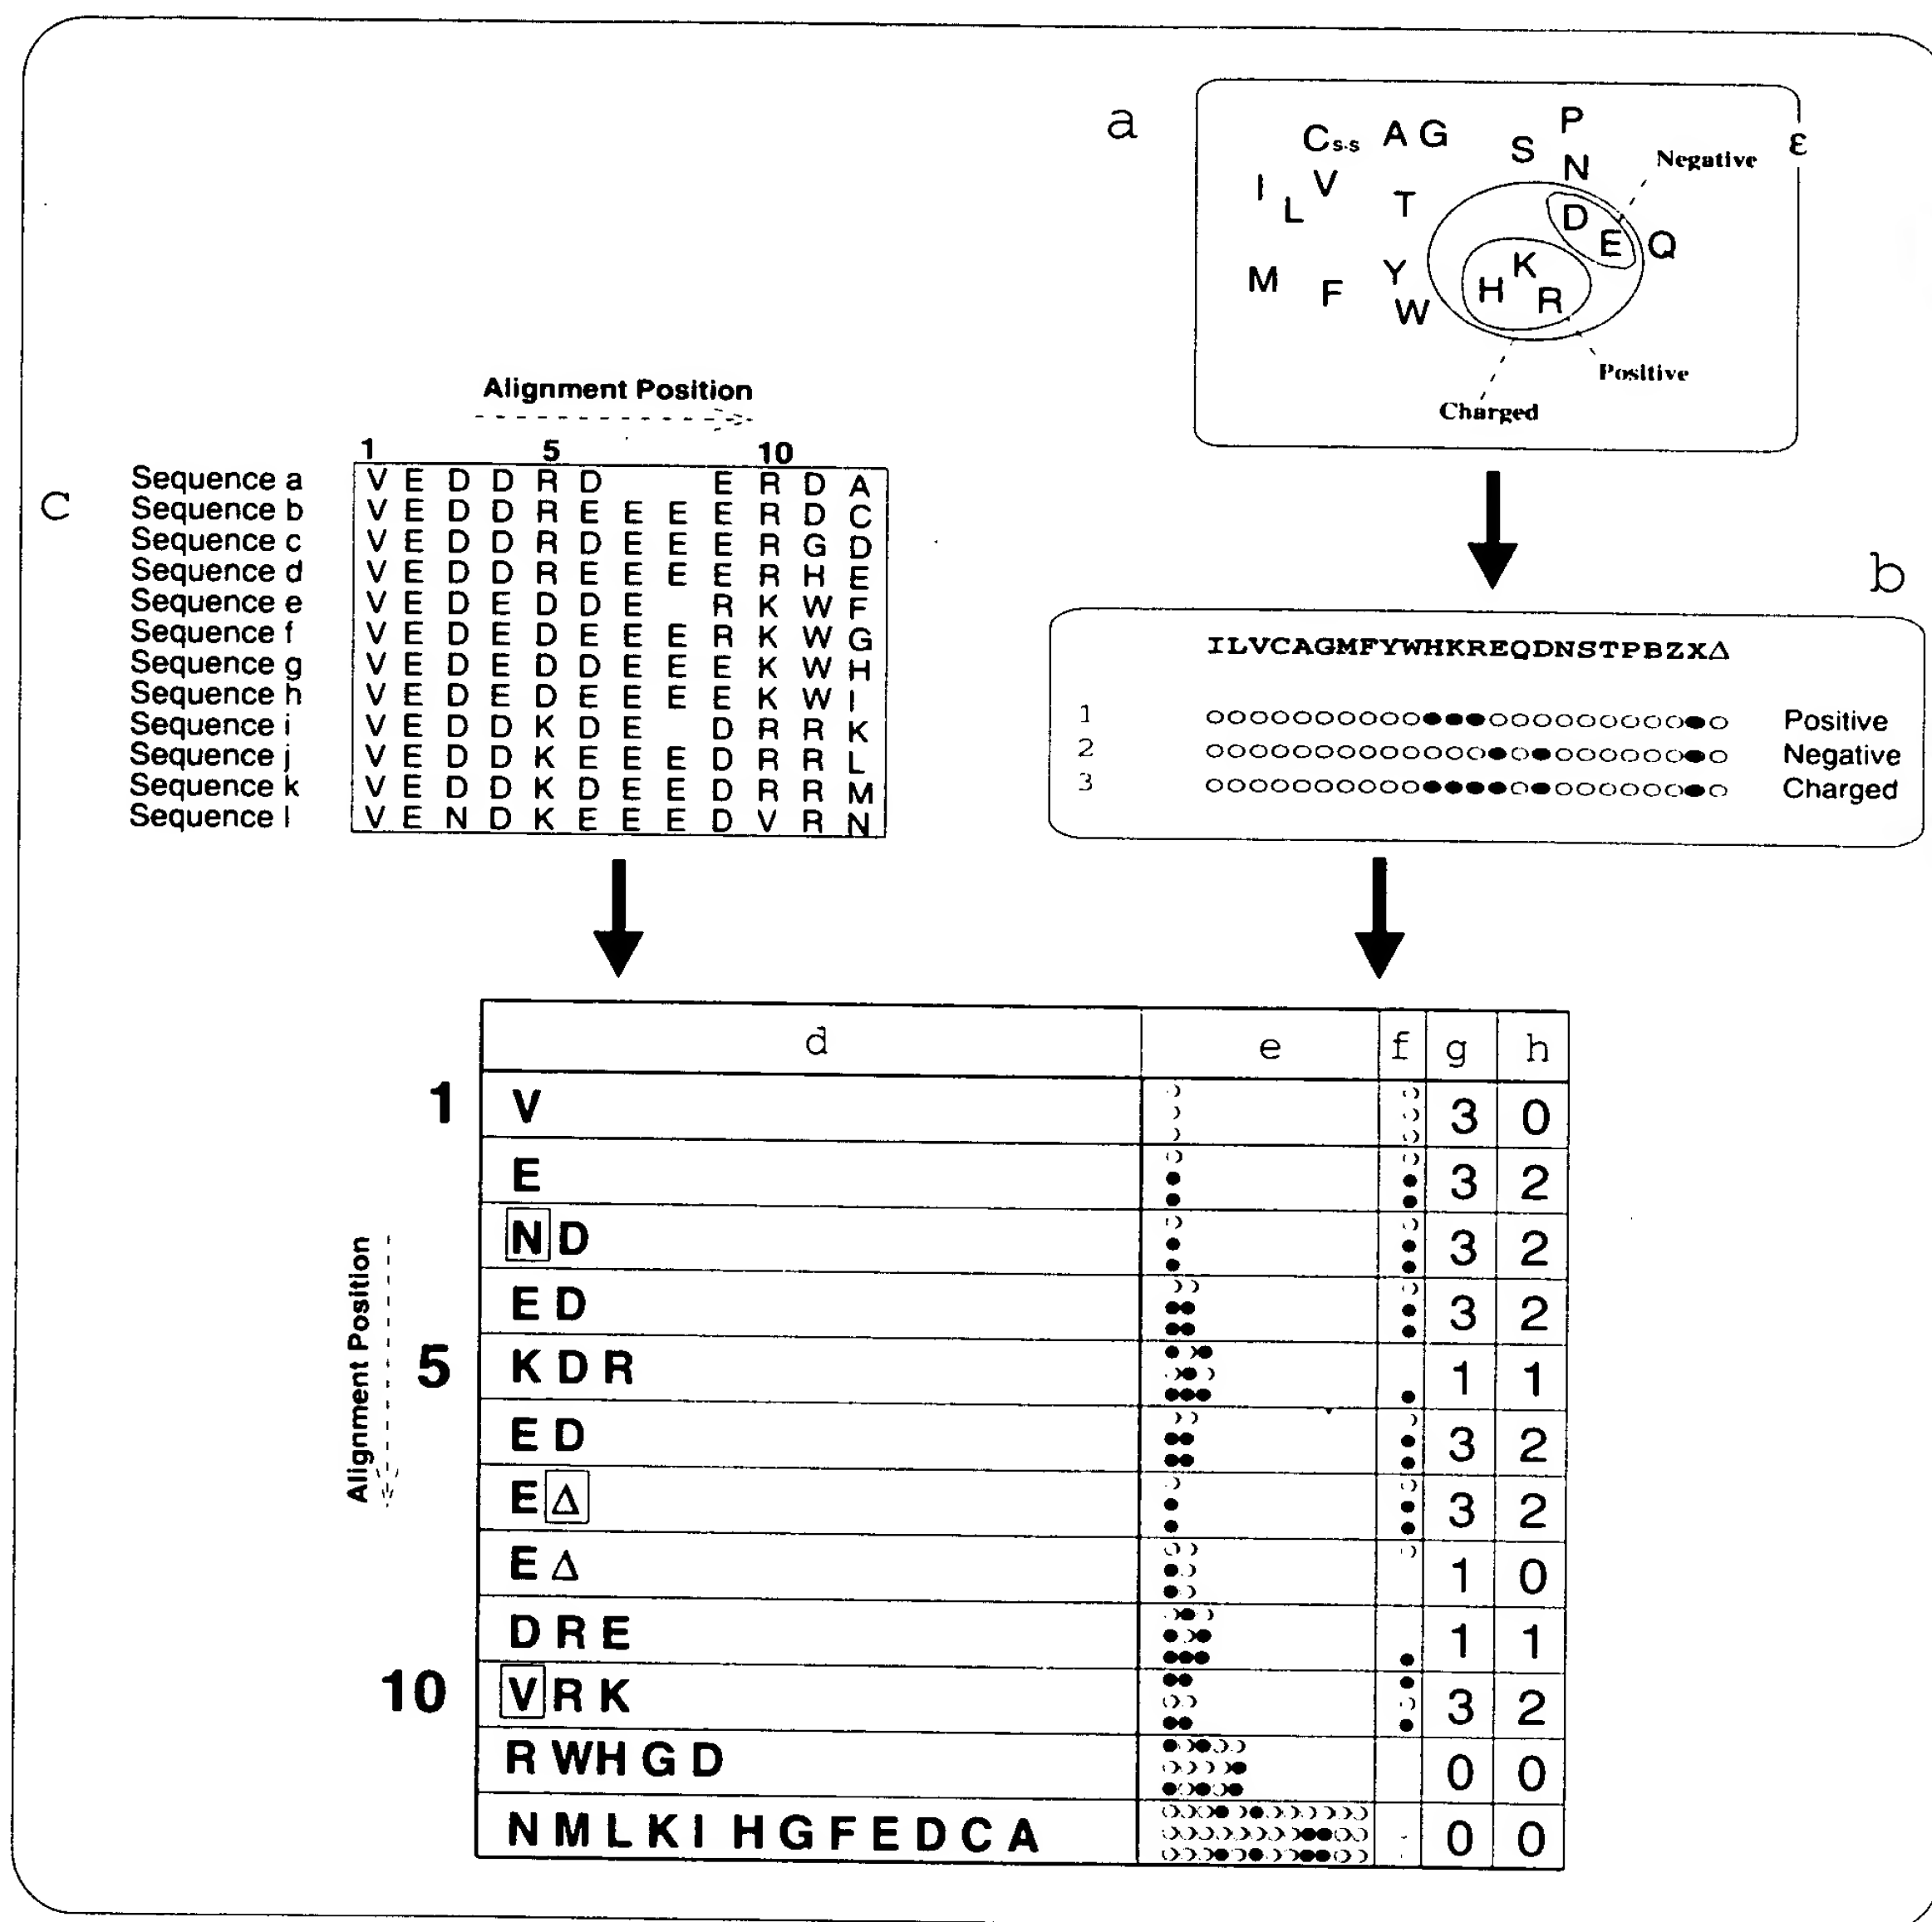 a
P
C S-S A G S N Negative ε
I L V T D
E Q
M F Y K
W H R
Positive
Charged
Alignment Position
1 5 10
c
Sequence a V E D D R D E R D A
Sequence b V E D D R E E E E R D C
Sequence c V E D D R D E E E R G D
Sequence d V E D D R E E E E R H E
Sequence e V E D E D D E R K W F
Sequence f V E D E D E E E R K W G
Sequence g V E D E D D E E E K W H
Sequence h V E D E D E E E E K W I
Sequence i V E D D K D E D R R K
Sequence j V E D D K E E E D R R L
Sequence k V E D D K D E E D R R M
Sequence l V E N D K E E E D V R N
b
ILVCAGMFYWHKREQDNSTPBZXΔ
1 ○○○○○○○○○○●●●○○○○○○○○○●○ Positive
2 ○○○○○○○○○○○○○●○●○○○○○○●○ Negative
3 ○○○○○○○○○○●●●●○●○○○○○○●○ Charged
d e f g h
1 V 3 0
E 3 2
N D 3 2
E D 3 2
5 K D R 1 1
E D 3 2
E Δ 3 2
E Δ 1 0
D R E 1 1
10 V R K 3 2
R W H G D 0 0
N M L K I H G F E D C A 0 0
Alignment Position